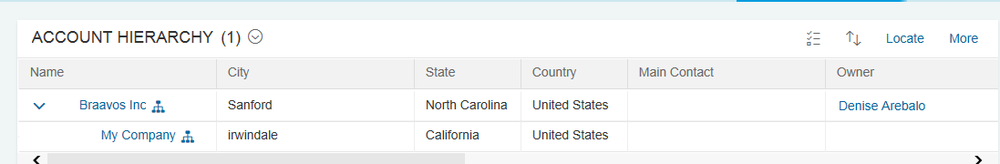 ACCOUNT HIERARCHY (1) Locate More
Name City State Country Main Contact Owner
Braavos Inc Sanford North Carolina United States Denise Arebalo
My Company irwindale California United States